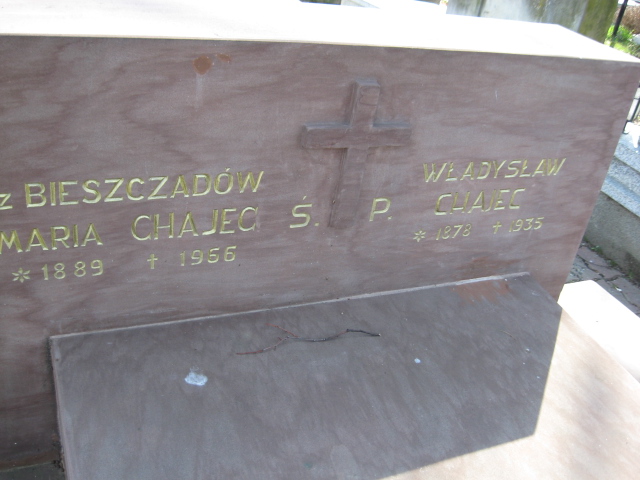 z BIESZCZADÓW
MARIA CHAJEC
* 1889 † 1956
Ś. P.
WŁADYSŁAW
CHAJEC
* 1878 † 1935